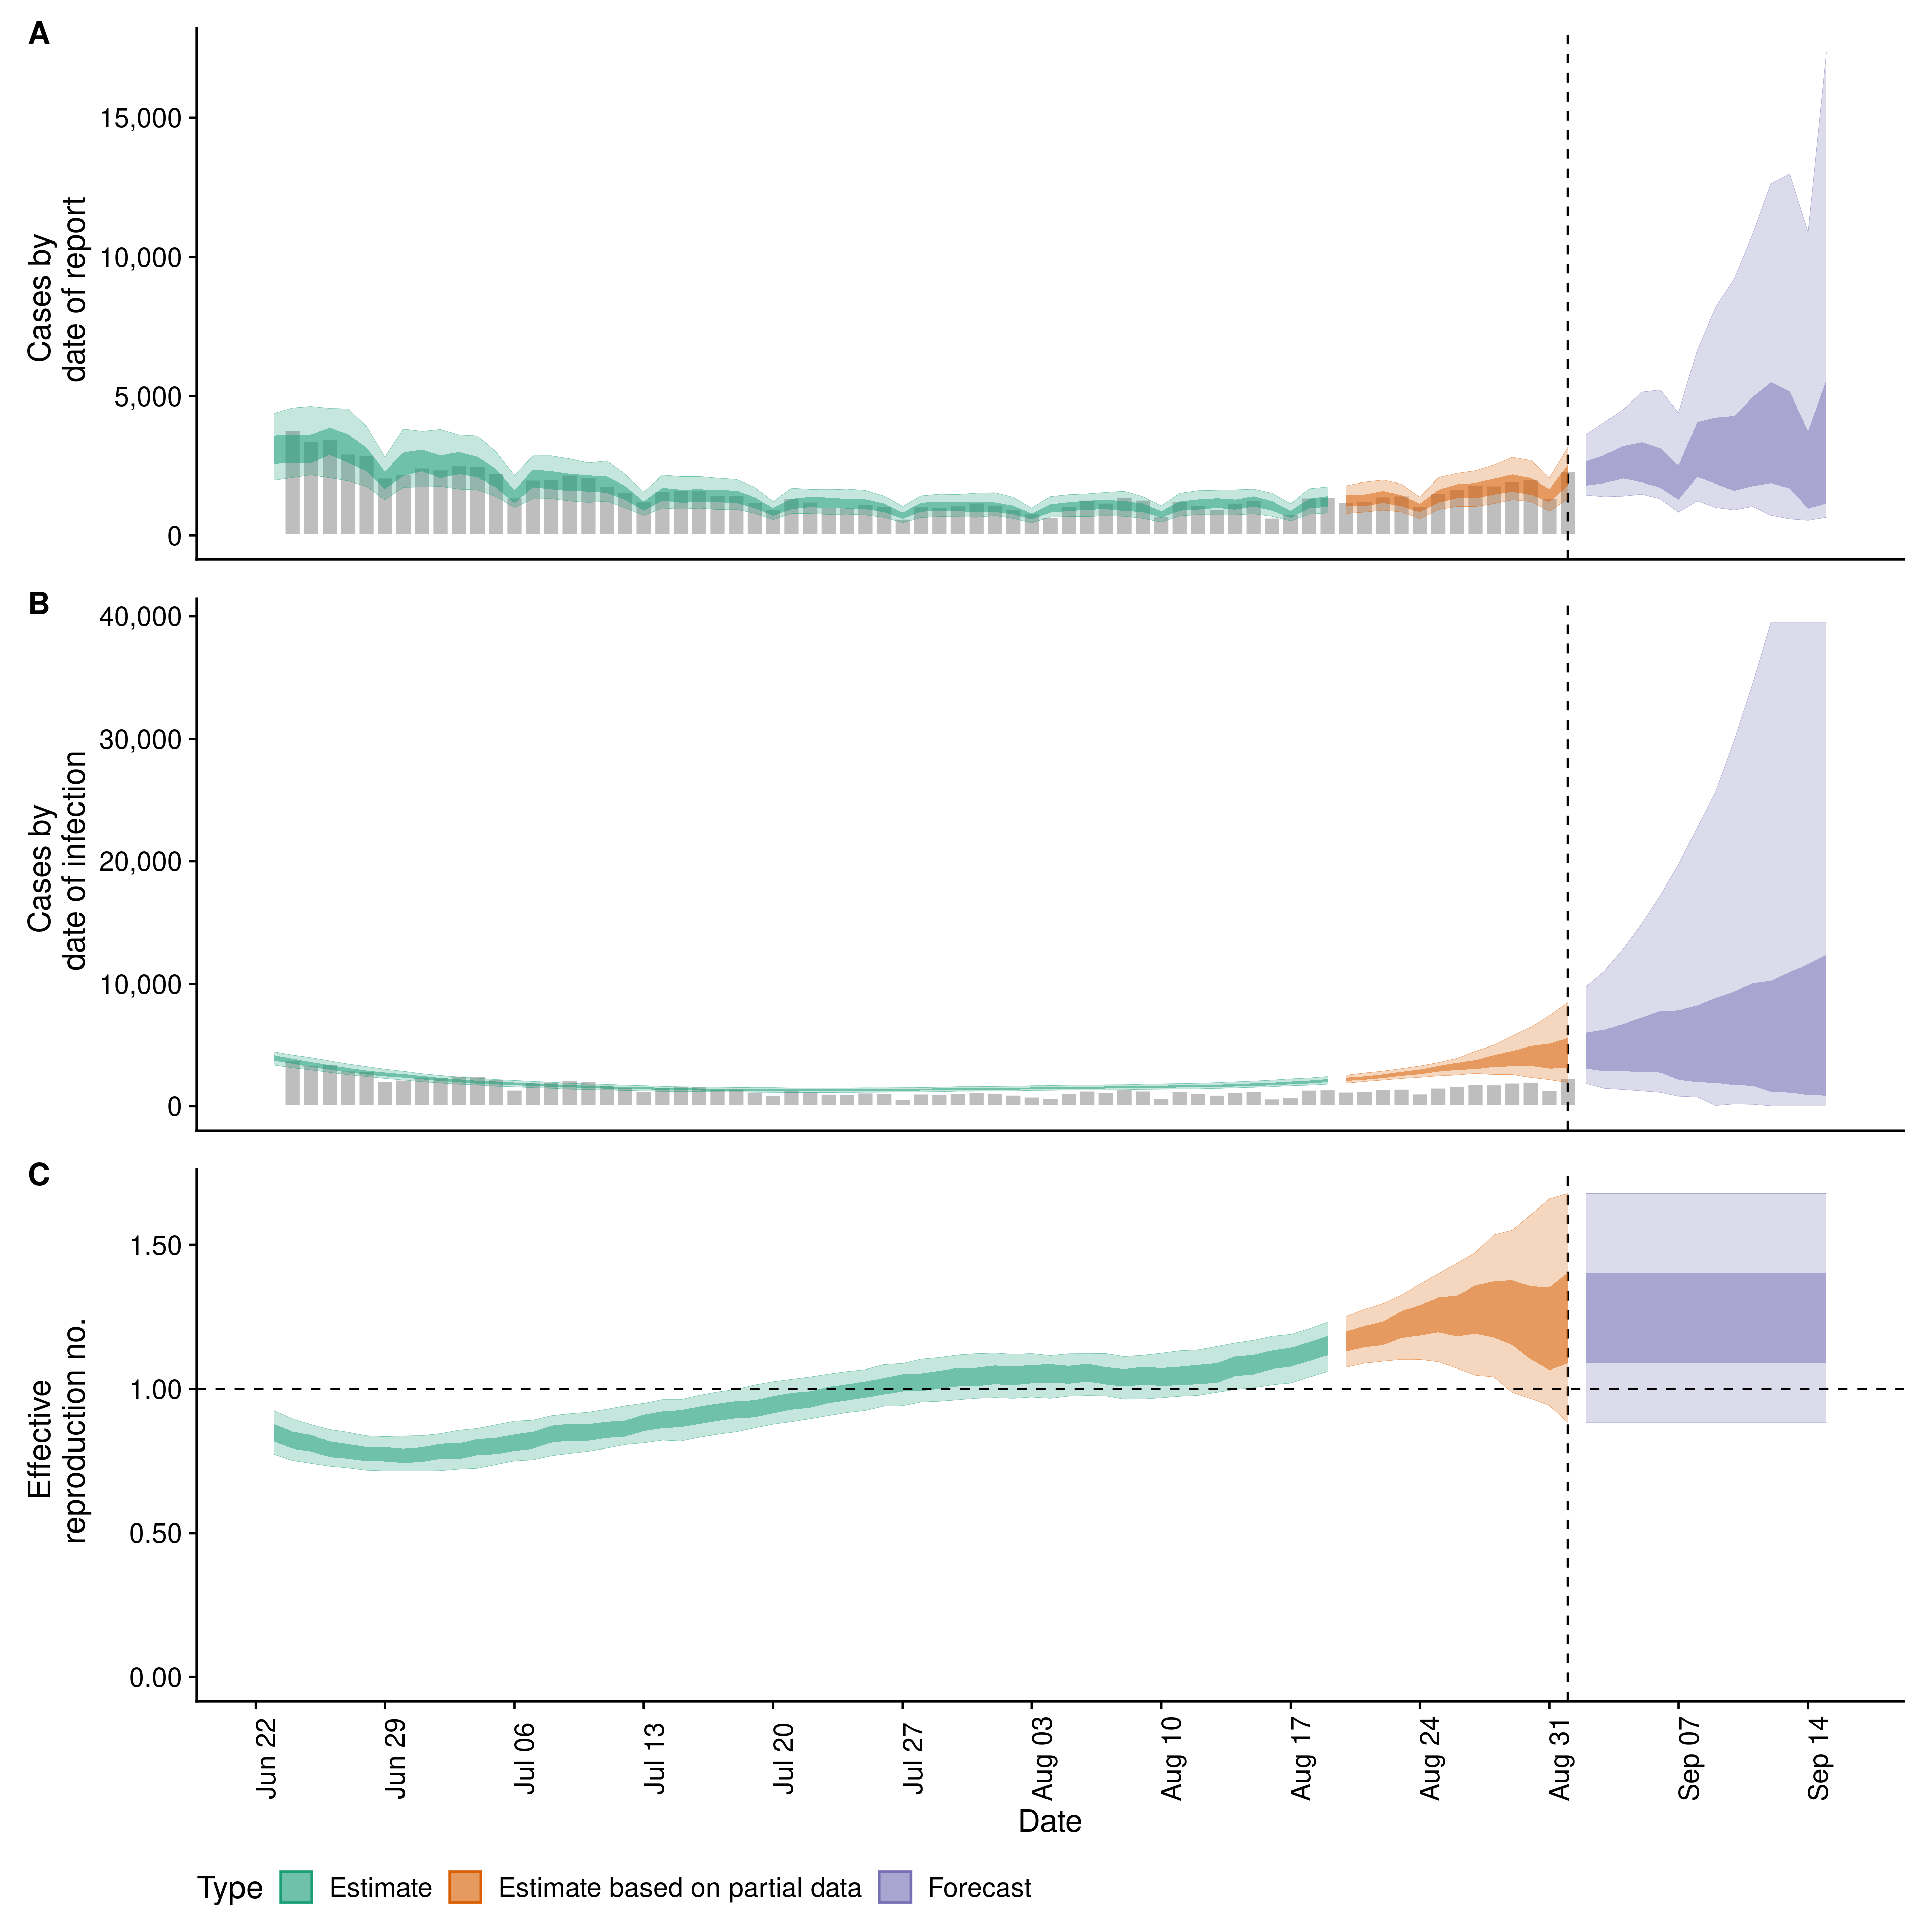 A
Cases by
date of report
15,000
10,000
5,000
0
B
Cases by
date of infection
40,000
30,000
20,000
10,000
0
C
Effective
reproduction no.
1.50
1.00
0.50
0.00
Jun 22
Jun 29
Jul 06
Jul 13
Jul 20
Jul 27
Aug 03
Aug 10
Aug 17
Aug 24
Aug 31
Sep 07
Sep 14
Date
Type Estimate Estimate based on partial data Forecast